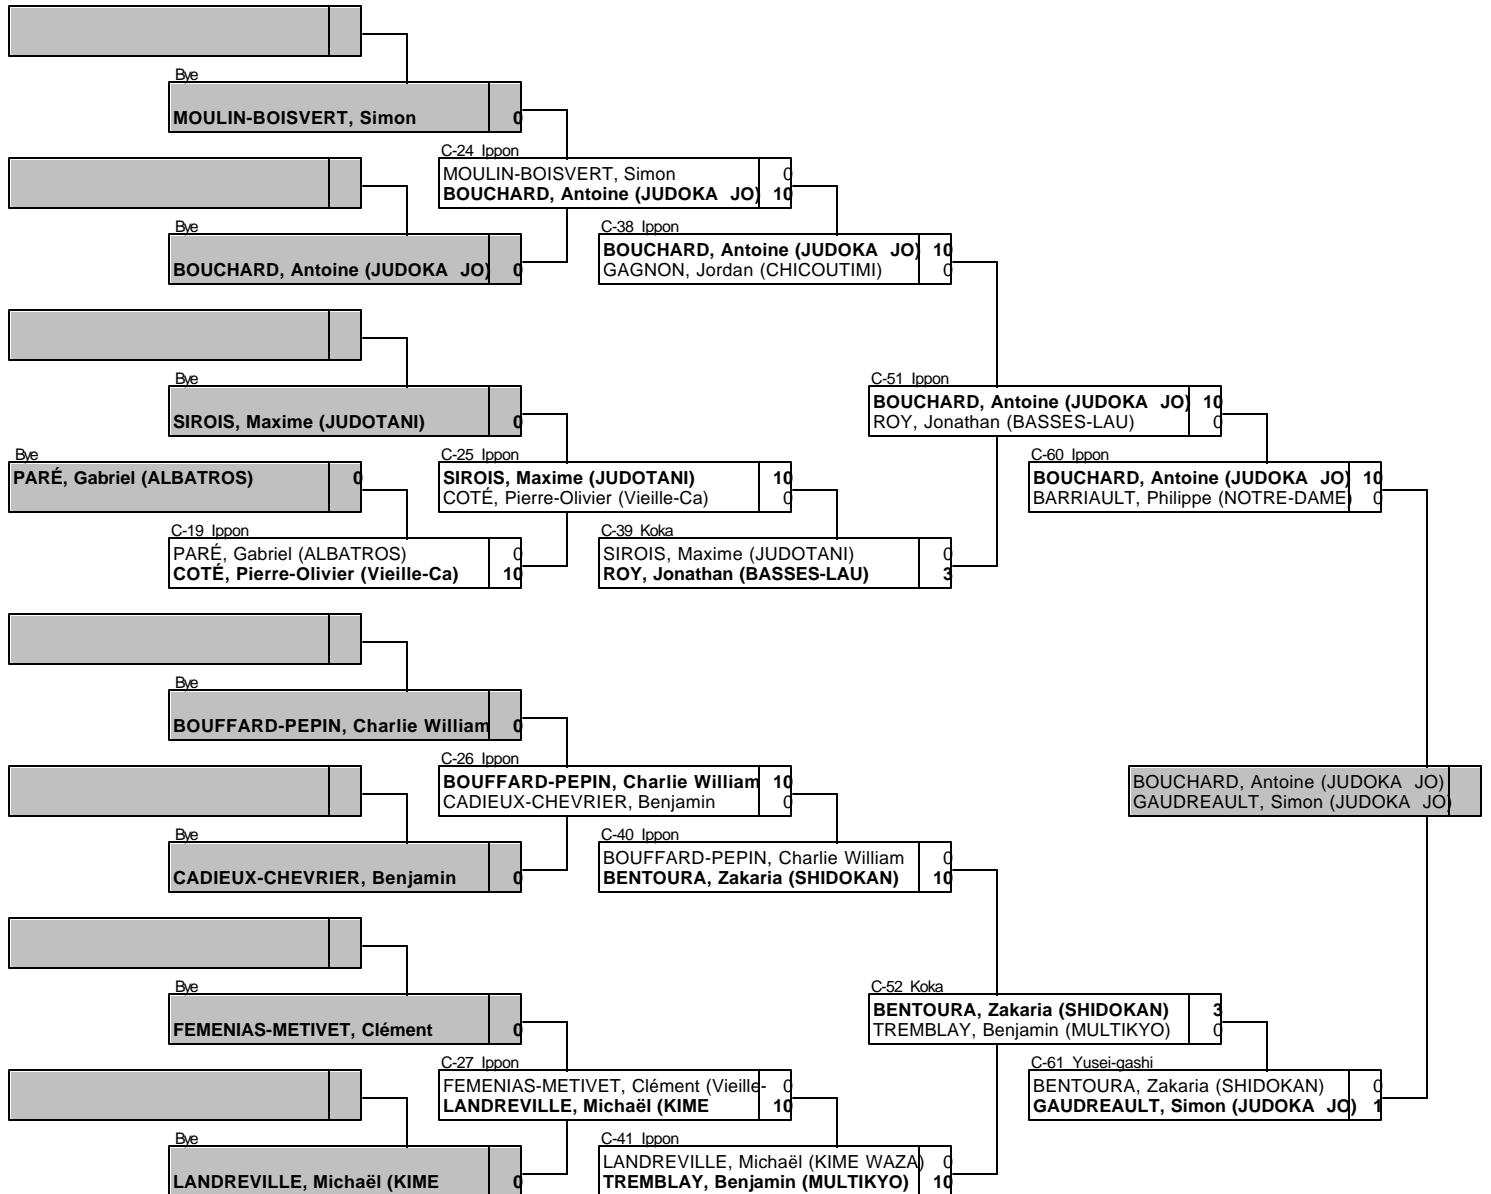 Bye
MOULIN-BOISVERT, Simon 0
C-24 Ippon
MOULIN-BOISVERT, Simon 0
BOUCHARD, Antoine (JUDOKA JO) 10
Bye
BOUCHARD, Antoine (JUDOKA JO) 0
C-38 Ippon
BOUCHARD, Antoine (JUDOKA JO) 10
GAGNON, Jordan (CHICOUTIMI) 0
Bye
SIROIS, Maxime (JUDOTANI) 0
C-51 Ippon
BOUCHARD, Antoine (JUDOKA JO) 10
ROY, Jonathan (BASSES-LAU) 0
Bye
PARÉ, Gabriel (ALBATROS) 0
C-25 Ippon
SIROIS, Maxime (JUDOTANI) 10
COTÉ, Pierre-Olivier (Vieille-Ca) 0
C-60 Ippon
BOUCHARD, Antoine (JUDOKA JO) 10
BARRIAULT, Philippe (NOTRE-DAME) 0
C-19 Ippon
PARÉ, Gabriel (ALBATROS) 0
COTÉ, Pierre-Olivier (Vieille-Ca) 10
C-39 Koka
SIROIS, Maxime (JUDOTANI) 0
ROY, Jonathan (BASSES-LAU) 3
Bye
BOUFFARD-PEPIN, Charlie William 0
C-26 Ippon
BOUFFARD-PEPIN, Charlie William 10
CADIEUX-CHEVRIER, Benjamin 0
BOUCHARD, Antoine (JUDOKA JO)
GAUDREAULT, Simon (JUDOKA JO)
Bye
CADIEUX-CHEVRIER, Benjamin 0
C-40 Ippon
BOUFFARD-PEPIN, Charlie William 0
BENTOURA, Zakaria (SHIDOKAN) 10
Bye
FEMENIAS-METIVET, Clément 0
C-52 Koka
BENTOURA, Zakaria (SHIDOKAN) 3
TREMBLAY, Benjamin (MULTIKYO) 0
C-27 Ippon
FEMENIAS-METIVET, Clément (Vieille- 0
LANDREVILLE, Michaël (KIME 10
C-61 Yusei-gashi
BENTOURA, Zakaria (SHIDOKAN) 0
GAUDREAULT, Simon (JUDOKA JO) 1
Bye
LANDREVILLE, Michaël (KIME 0
C-41 Ippon
LANDREVILLE, Michaël (KIME WAZA) 0
TREMBLAY, Benjamin (MULTIKYO) 10